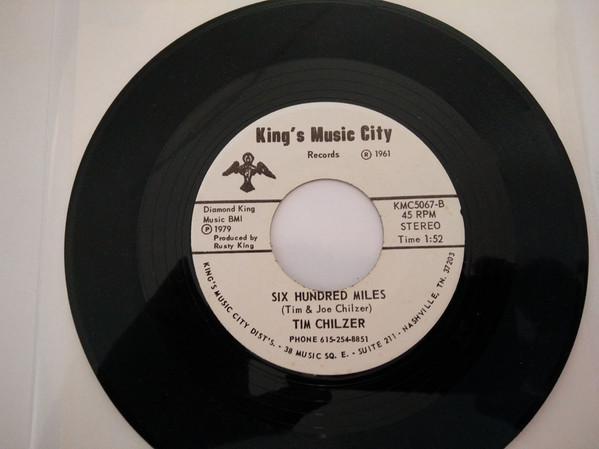 King's Music City
Records ® 1961
Diamond King
Music BMI
℗ 1979
Produced by
Rusty King
KMC5067-B
45 RPM
STEREO
Time 1:52
SIX HUNDRED MILES
(Tim & Joe Chilzer)
TIM CHILZER
PHONE 615-254-8851
KING'S MUSIC CITY DIST'S. - 38 MUSIC SQ. E. - SUITE 211 - NASHVILLE, TN. 37203